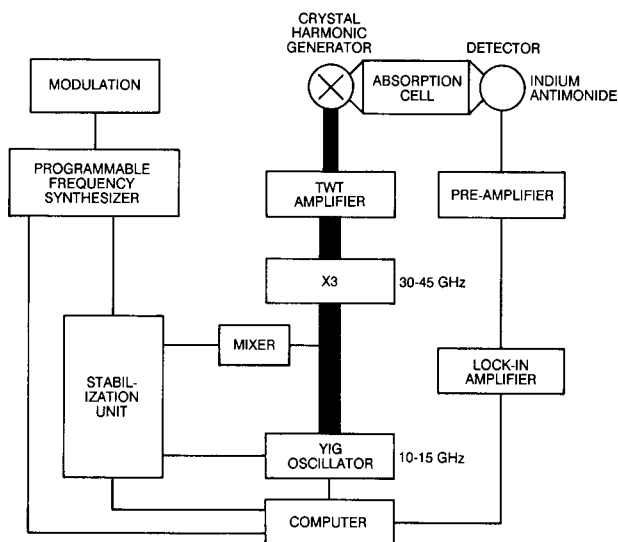 CRYSTAL
HARMONIC
GENERATOR
DETECTOR
MODULATION
ABSORPTION
CELL
INDIUM
ANTIMONIDE
PROGRAMMABLE
FREQUENCY
SYNTHESIZER
TWT
AMPLIFIER
PRE-AMPLIFIER
X3
30-45 GHz
MIXER
STABIL-
IZATION
UNIT
LOCK-IN
AMPLIFIER
YIG
OSCILLATOR
10-15 GHz
COMPUTER